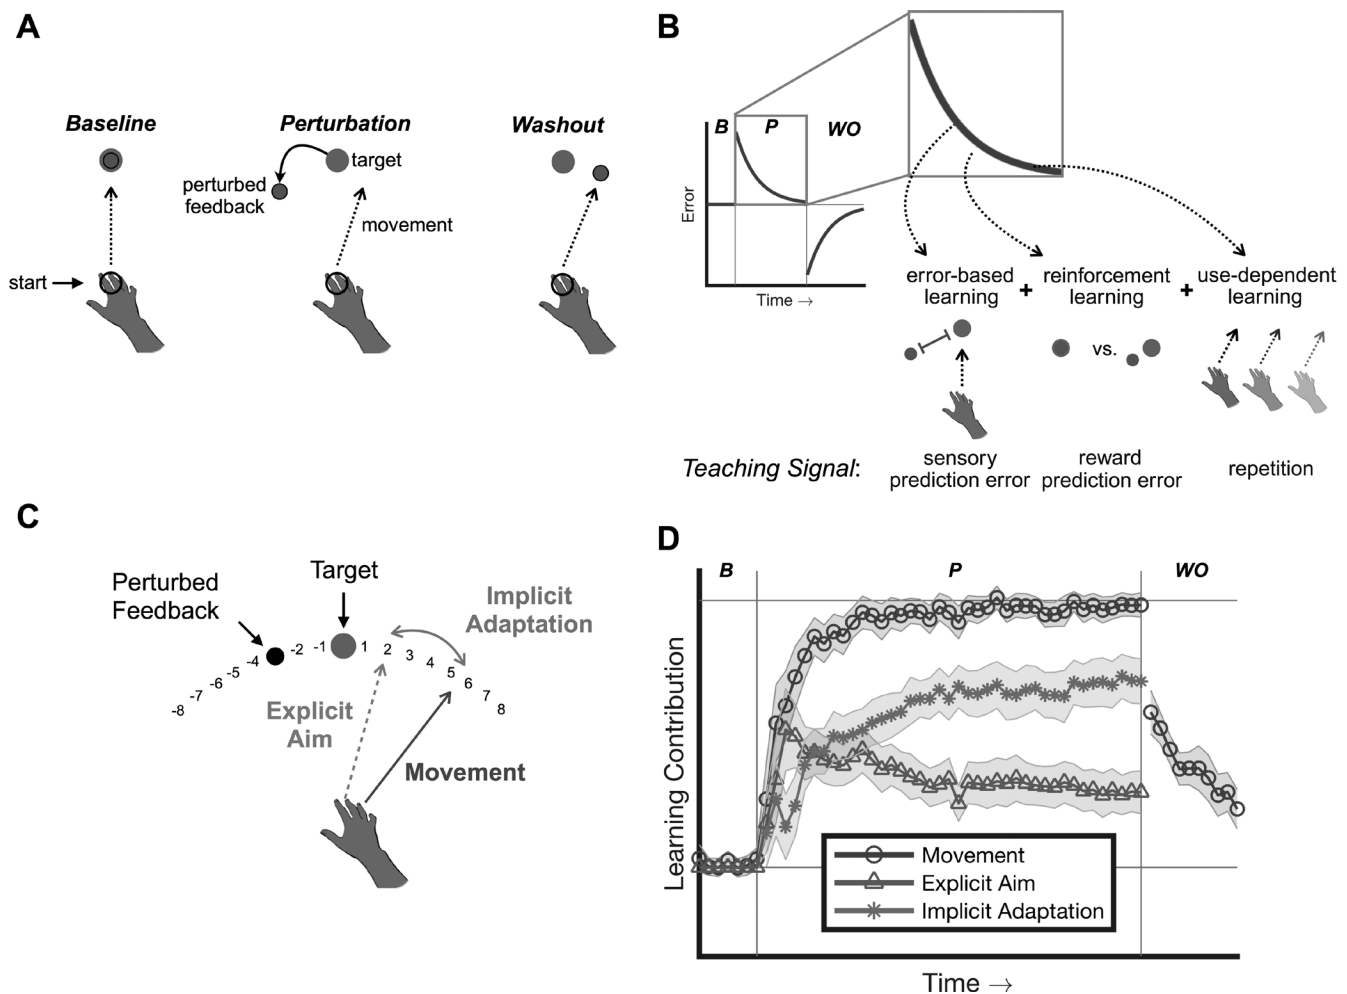 A
Baseline
Perturbation
Washout
target
perturbed
feedback
movement
start
B
B
P
WO
Error
Time →
error-based
learning
+
reinforcement
learning
+
use-dependent
learning
vs.
Teaching Signal:
sensory
prediction error
reward
prediction error
repetition
C
Perturbed
Feedback
Target
Implicit
Adaptation
-8
-7
-6
-5
-4
-2
-1
1
2
3
4
5
6
7
8
Explicit
Aim
Movement
D
B
P
WO
Learning Contribution
Movement
Explicit Aim
Implicit Adaptation
Time →